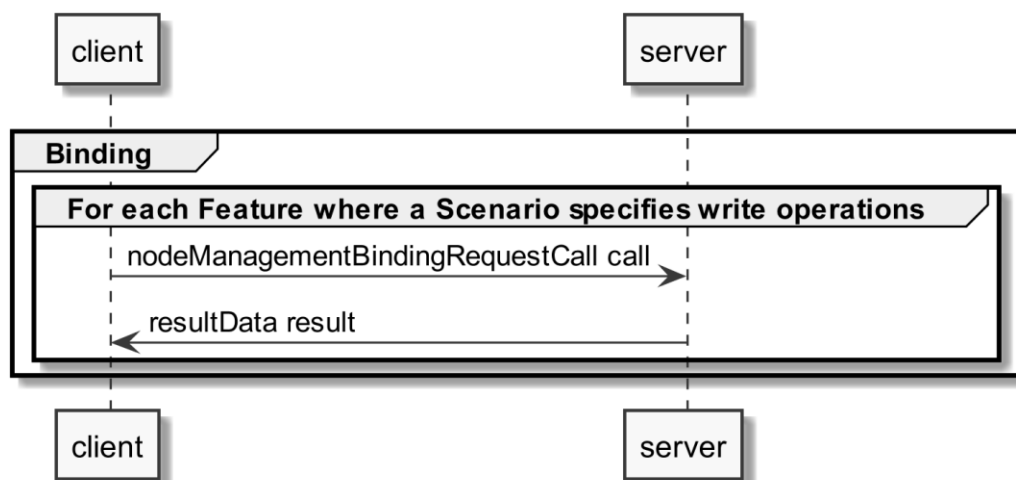 client
server
Binding
For each Feature where a Scenario specifies write operations
nodeManagementBindingRequestCall call
resultData result
client
server